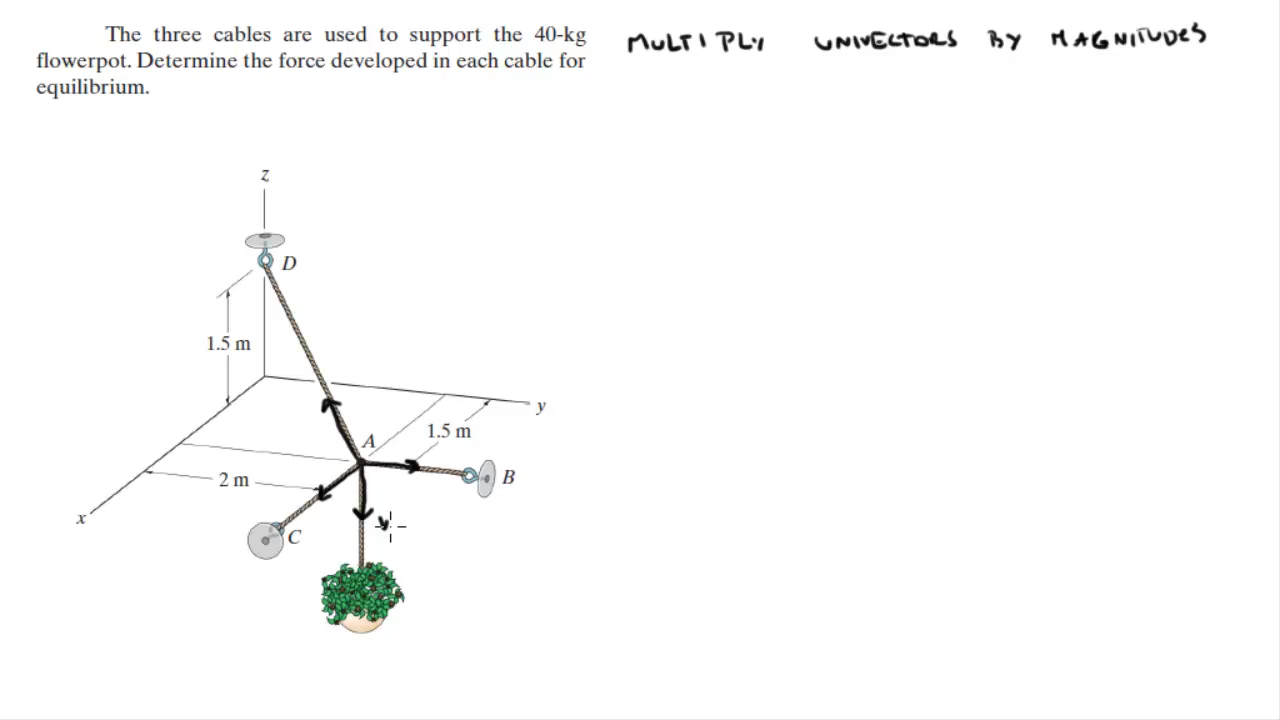 The three cables are used to support the 40-kg
flowerpot. Determine the force developed in each cable for
equilibrium.
MULTIPLY UNIVECTORS BY MAGNITUDES
z
D
1.5 m
y
A
1.5 m
B
2 m
x
C